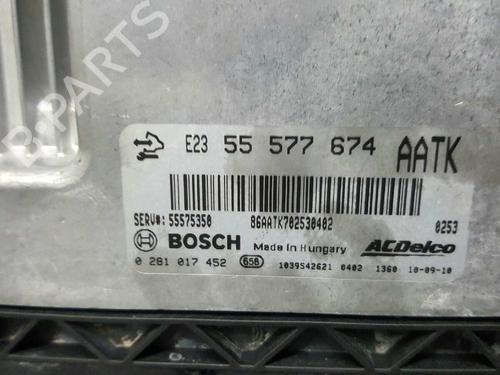 B-PARTS
E23 55 577 674 AATK
SERV#: 55575350 86AATK702530402 0253
BOSCH Made in Hungary ACDelco
0 281 017 452 658 1039S42621 0402 1360 10-09-10